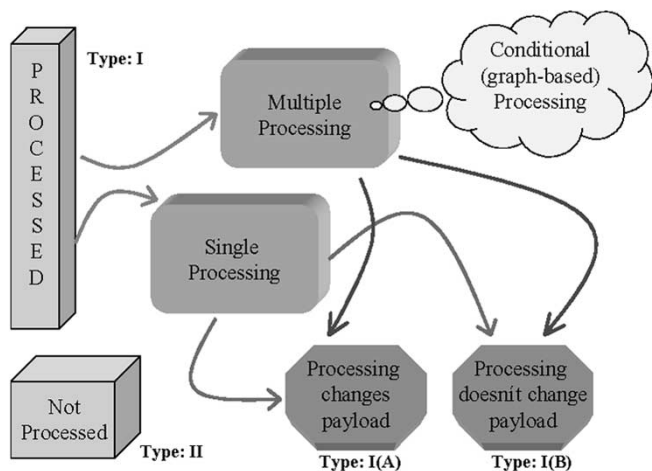 PROCESSED
Type: I
Multiple
Processing
Conditional
(graph-based)
Processing
Single
Processing
Not
Processed
Type: II
Processing
changes
payload
Type: I(A)
Processing
doesnít change
payload
Type: I(B)